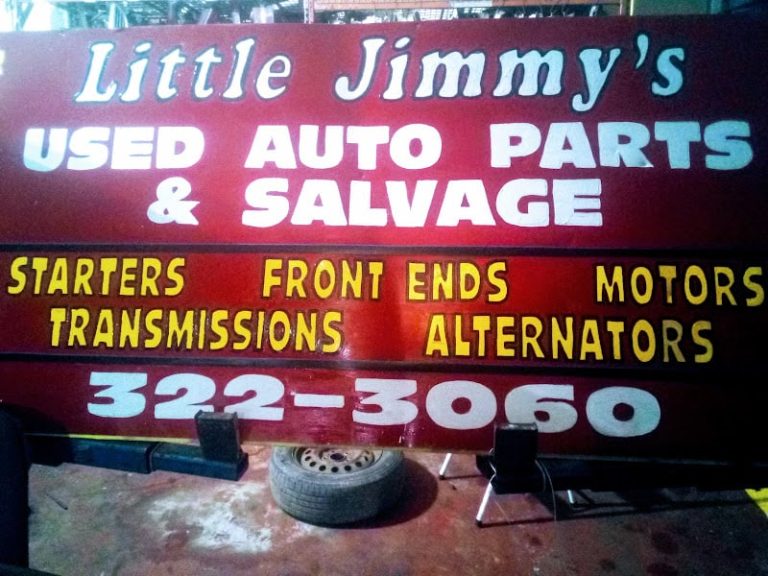 Little Jimmy's
USED AUTO PARTS
& SALVAGE
STARTERS FRONT ENDS MOTORS
TRANSMISSIONS ALTERNATORS
322-3060